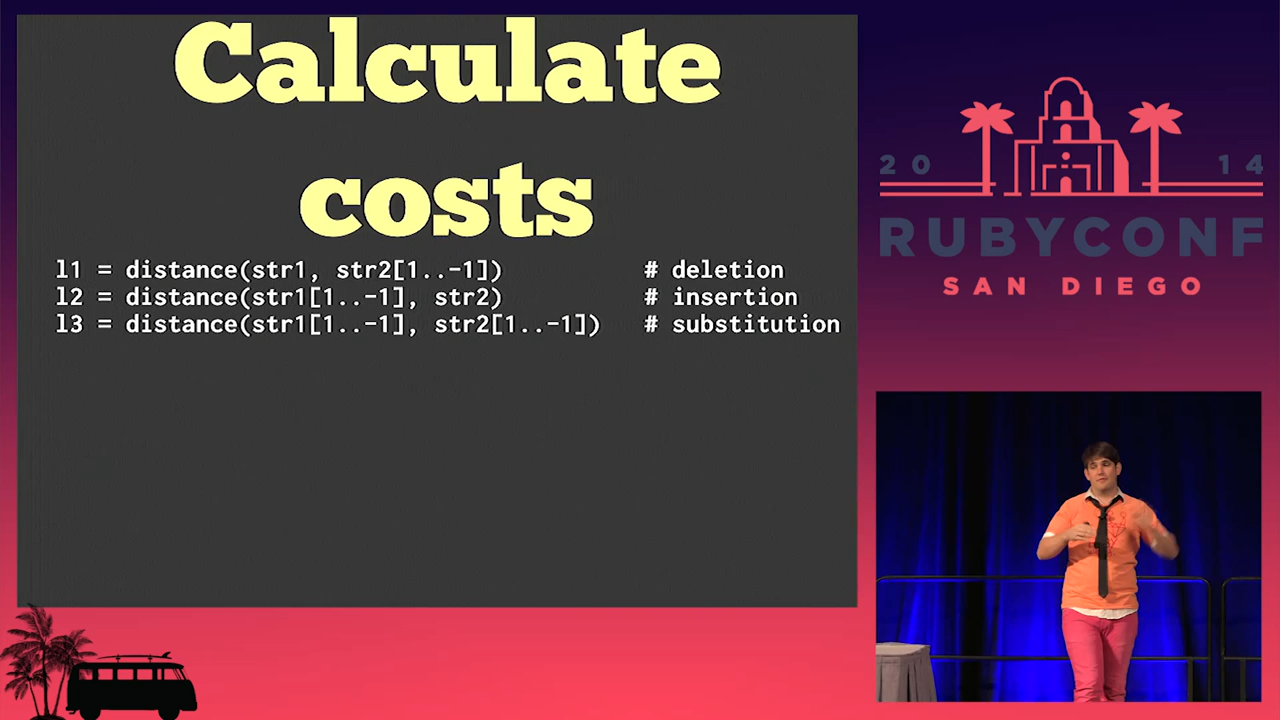 Calculate
costs
l1 = distance(str1, str2[1..-1]) # deletion
l2 = distance(str1[1..-1], str2) # insertion
l3 = distance(str1[1..-1], str2[1..-1]) # substitution
20 14
RUBYCONF
SAN DIEGO